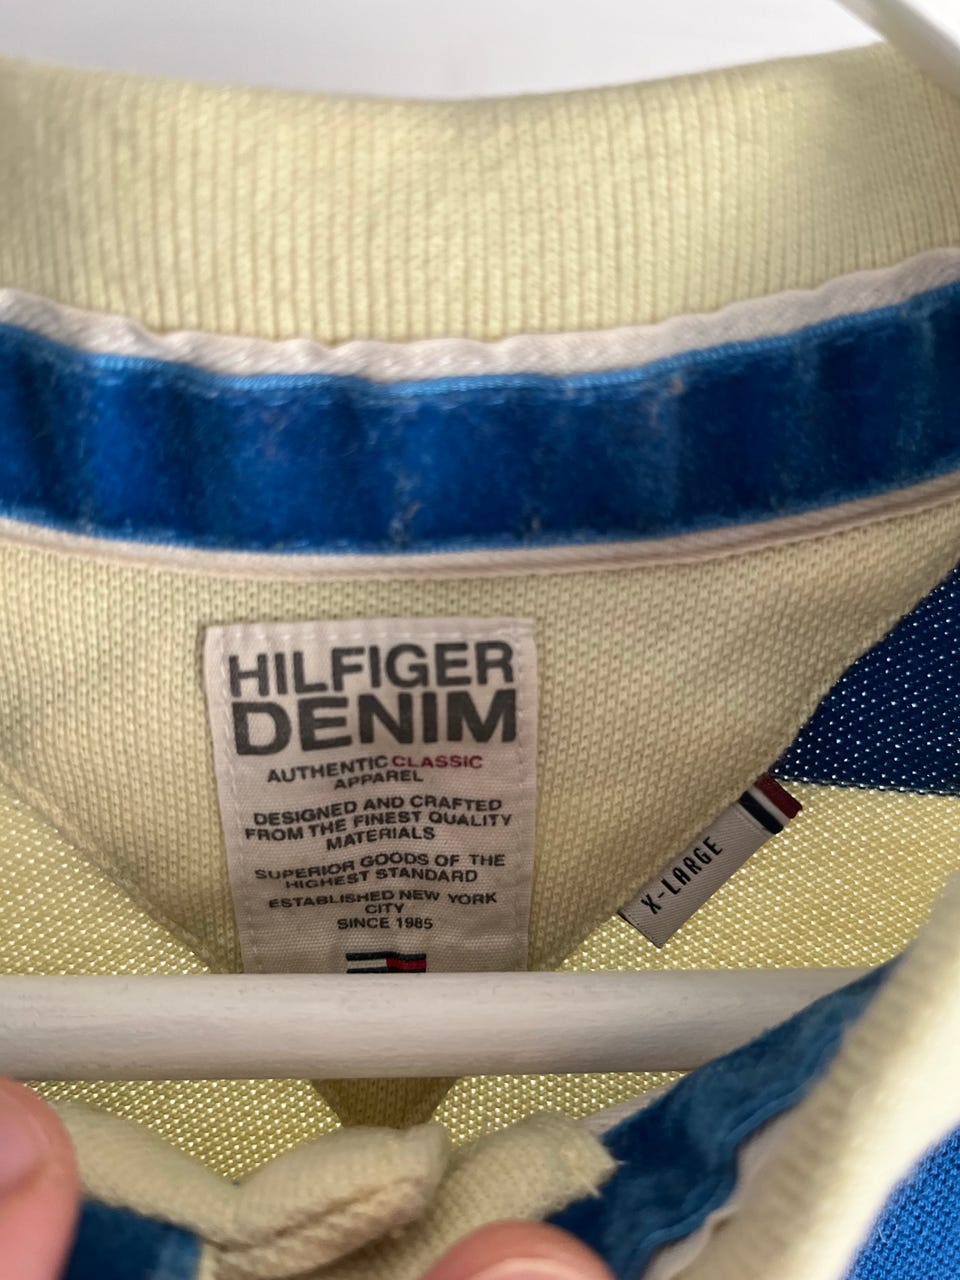 HILFIGER
DENIM
AUTHENTIC CLASSIC
APPAREL
DESIGNED AND CRAFTED
FROM THE FINEST QUALITY
MATERIALS
SUPERIOR GOODS OF THE
HIGHEST STANDARD
ESTABLISHED NEW YORK
CITY
SINCE 1985
X-LARGE